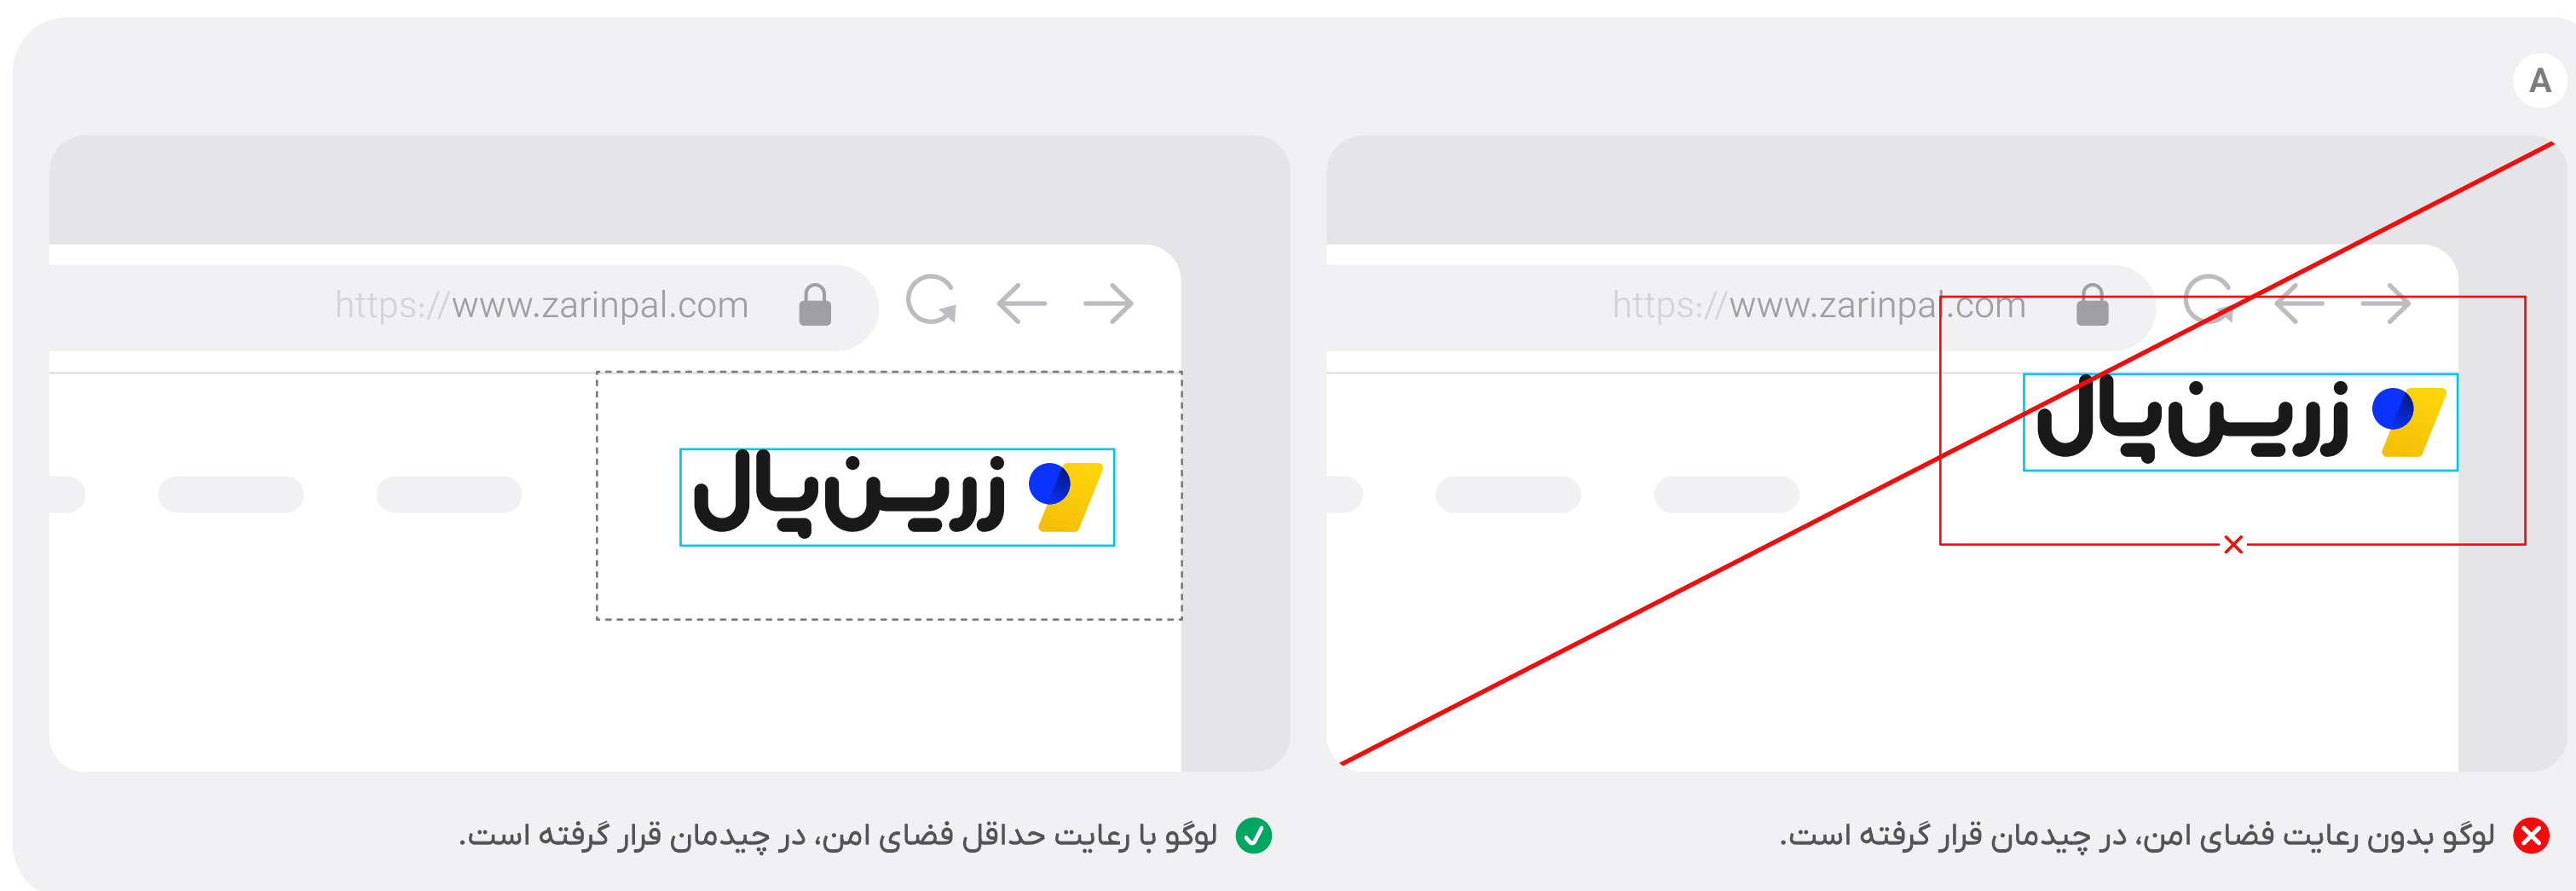 A
https://www.zarinpal.com
زرین‌پال
لوگو بدون رعایت فضای امن، در چیدمان قرار گرفته است.
https://www.zarinpal.com
زرین‌پال
لوگو با رعایت حداقل فضای امن، در چیدمان قرار گرفته است.